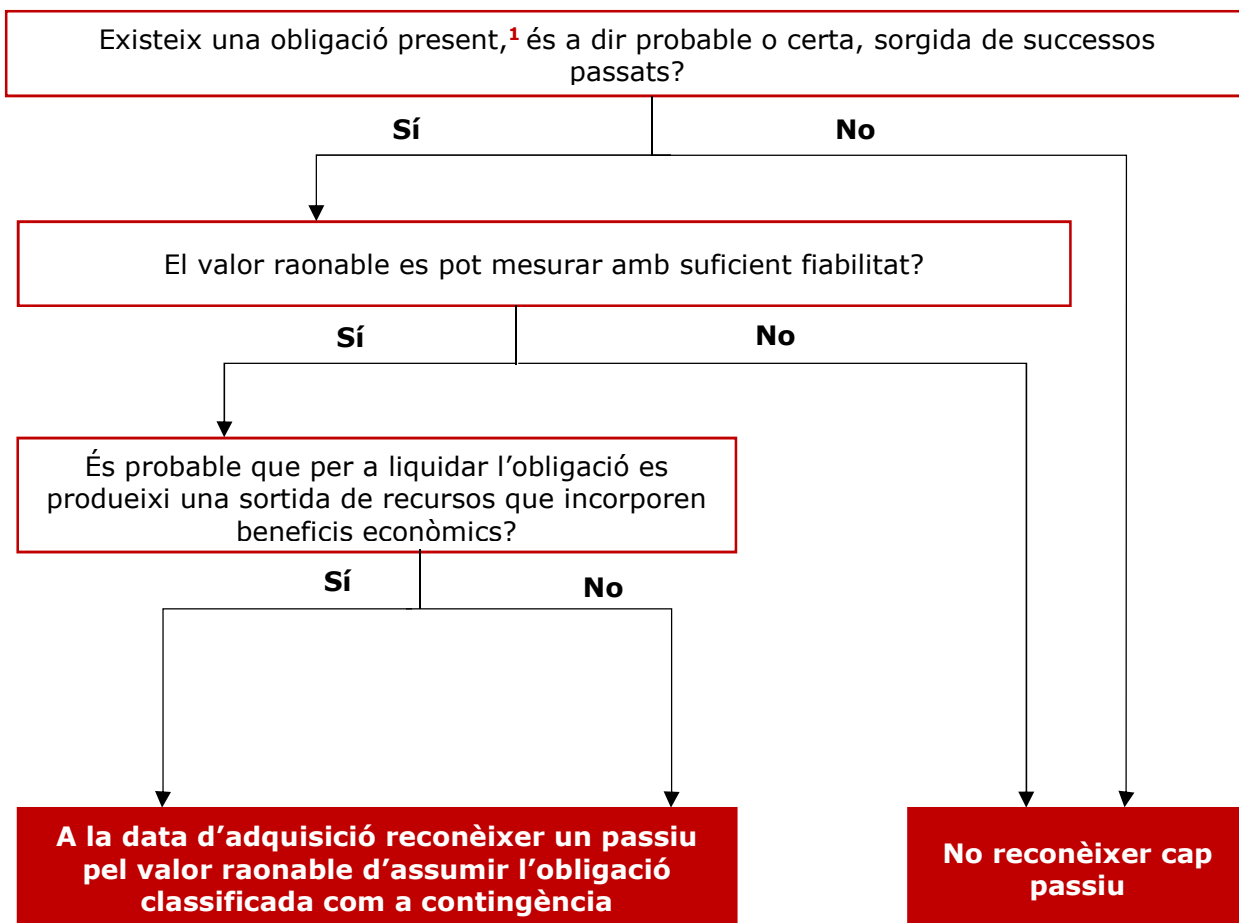 Existeix una obligació present,¹ és a dir probable o certa, sorgida de successos
passats?
Sí
No
El valor raonable es pot mesurar amb suficient fiabilitat?
Sí
No
És probable que per a liquidar l’obligació es
produeixi una sortida de recursos que incorporen
beneficis econòmics?
Sí
No
A la data d’adquisició reconèixer un passiu
pel valor raonable d’assumir l’obligació
classificada com a contingència
No reconèixer cap
passiu